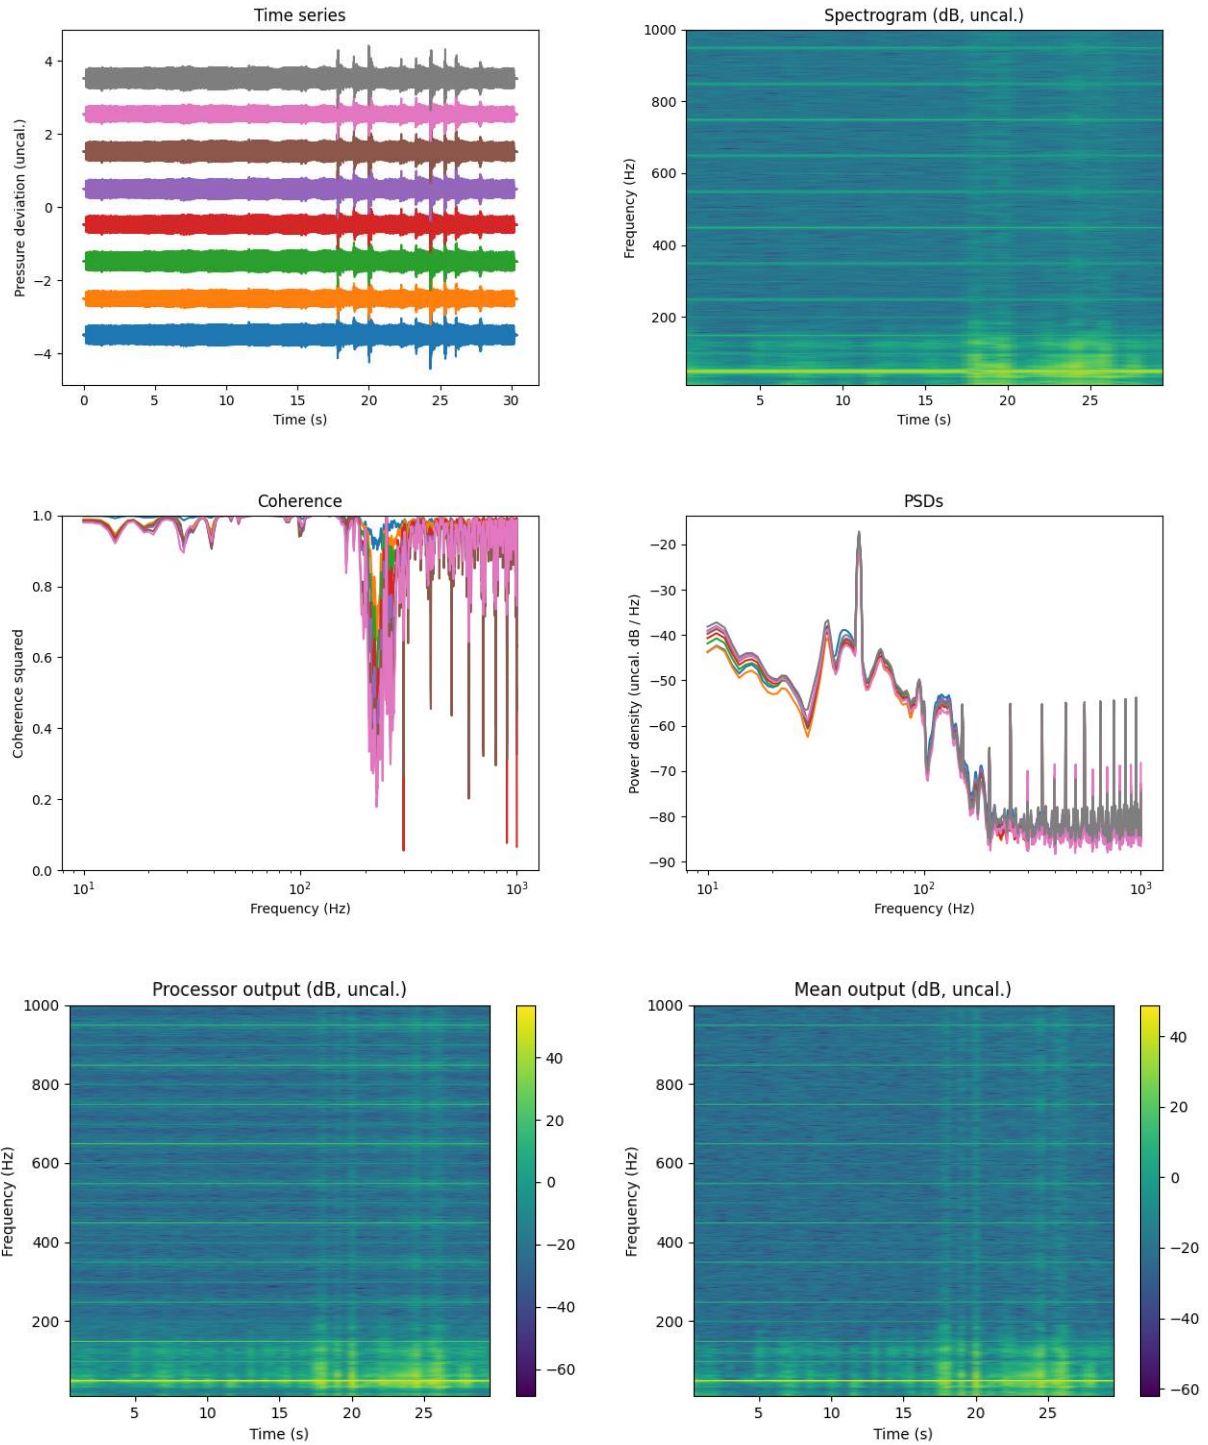 Time series
4
2
0
−2
−4
Pressure deviation (uncal.)
0 5 10 15 20 25 30
Time (s)
Spectrogram (dB, uncal.)
1000
800
600
400
200
Frequency (Hz)
5 10 15 20 25
Time (s)
Coherence
1.0
0.8
0.6
0.4
0.2
0.0
Coherence squared
10¹ 10² 10³
Frequency (Hz)
PSDs
−20
−30
−40
−50
−60
−70
−80
−90
Power density (uncal. dB / Hz)
10¹ 10² 10³
Frequency (Hz)
Processor output (dB, uncal.)
1000
800
600
400
200
Frequency (Hz)
5 10 15 20 25
Time (s)
40
20
0
−20
−40
−60
Mean output (dB, uncal.)
1000
800
600
400
200
Frequency (Hz)
5 10 15 20 25
Time (s)
40
20
0
−20
−40
−60